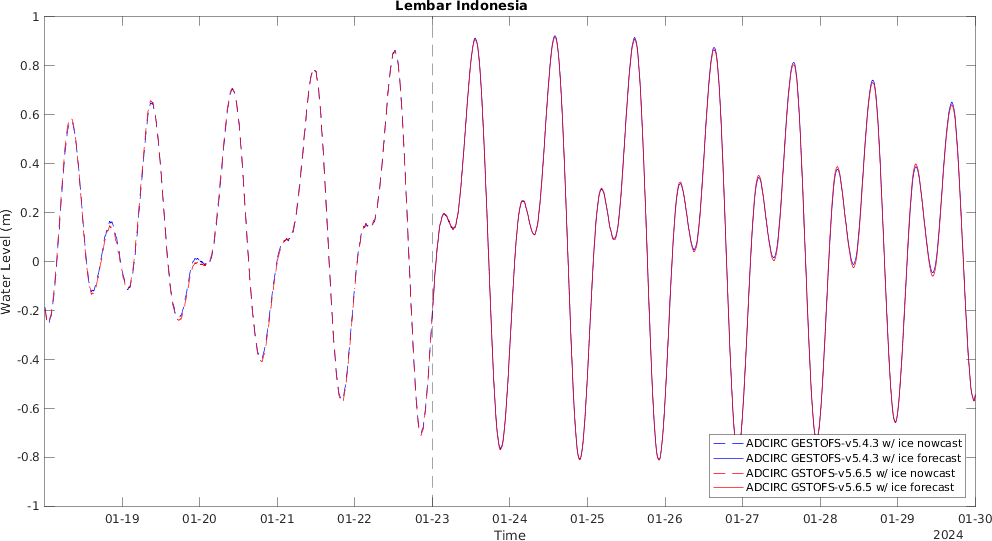 Lembar Indonesia
1
0.8
0.6
0.4
0.2
0
-0.2
-0.4
-0.6
-0.8
-1
Water Level (m)
ADCIRC GESTOFS-v5.4.3 w/ ice nowcast
ADCIRC GESTOFS-v5.4.3 w/ ice forecast
ADCIRC GSTOFS-v5.6.5 w/ ice nowcast
ADCIRC GSTOFS-v5.6.5 w/ ice forecast
01-19 01-20 01-21 01-22 01-23 01-24 01-25 01-26 01-27 01-28 01-29 01-30
Time
2024